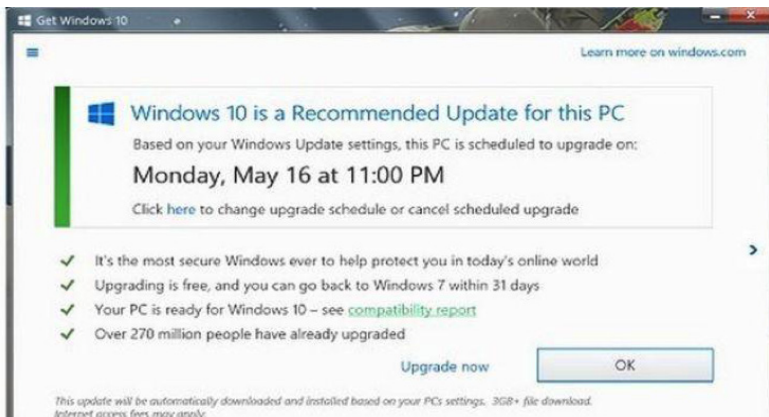 Get Windows 10
Learn more on windows.com
Windows 10 is a Recommended Update for this PC
Based on your Windows Update settings, this PC is scheduled to upgrade on:
Monday, May 16 at 11:00 PM
Click here to change upgrade schedule or cancel scheduled upgrade
It's the most secure Windows ever to help protect you in today's online world
Upgrading is free, and you can go back to Windows 7 within 31 days
Your PC is ready for Windows 10 – see compatibility report
Over 270 million people have already upgraded
Upgrade now
OK
This update will be automatically downloaded and installed based on your PCs settings. 3GB+ file download.
Internet access fees may apply.